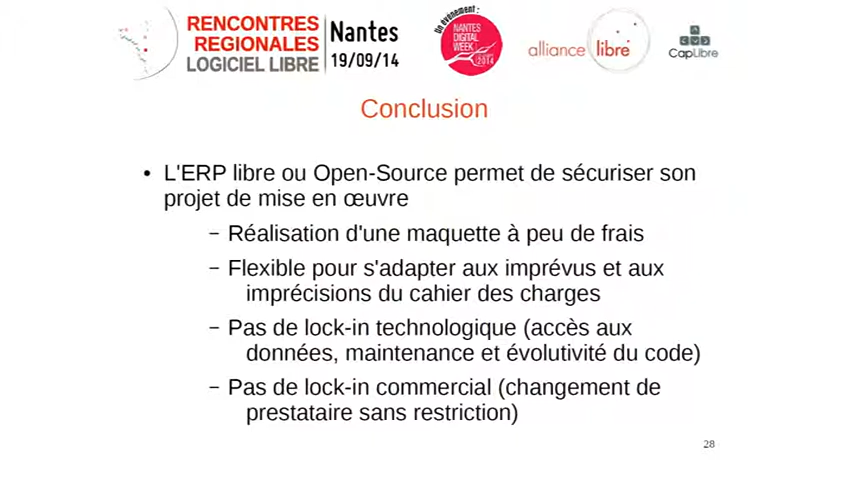 RENCONTRES
REGIONALES
LOGICIEL LIBRE
Nantes
19/09/14
Un événement :
NANTES
DIGITAL
WEEK
2014
alliance libre
CapLibre
Conclusion
• L'ERP libre ou Open-Source permet de sécuriser son
projet de mise en œuvre
– Réalisation d'une maquette à peu de frais
– Flexible pour s'adapter aux imprévus et aux
imprécisions du cahier des charges
– Pas de lock-in technologique (accès aux
données, maintenance et évolutivité du code)
– Pas de lock-in commercial (changement de
prestataire sans restriction)
28